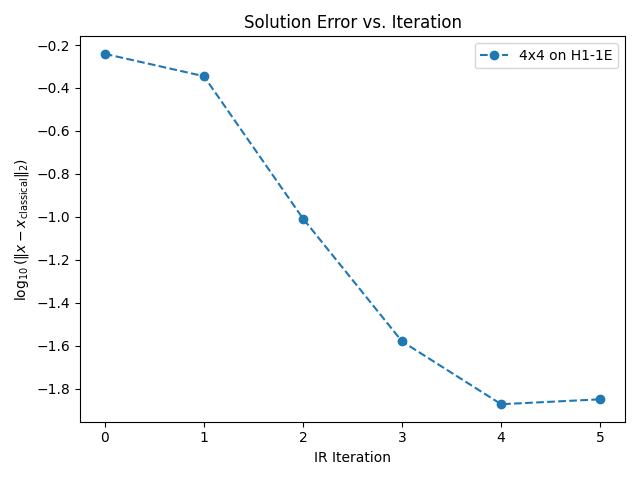 Solution Error vs. Iteration
4x4 on H1-1E
log₁₀(‖x − x_classical‖₂)
−0.2
−0.4
−0.6
−0.8
−1.0
−1.2
−1.4
−1.6
−1.8
0 1 2 3 4 5
IR Iteration